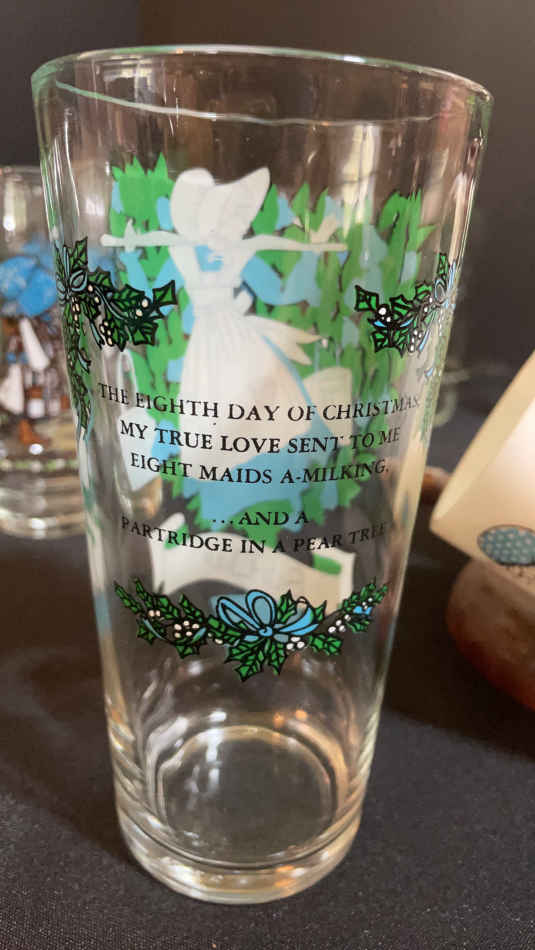 THE EIGHTH DAY OF CHRISTMAS
MY TRUE LOVE SENT TO ME
EIGHT MAIDS A-MILKING,
...AND A
PARTRIDGE IN A PEAR TREE